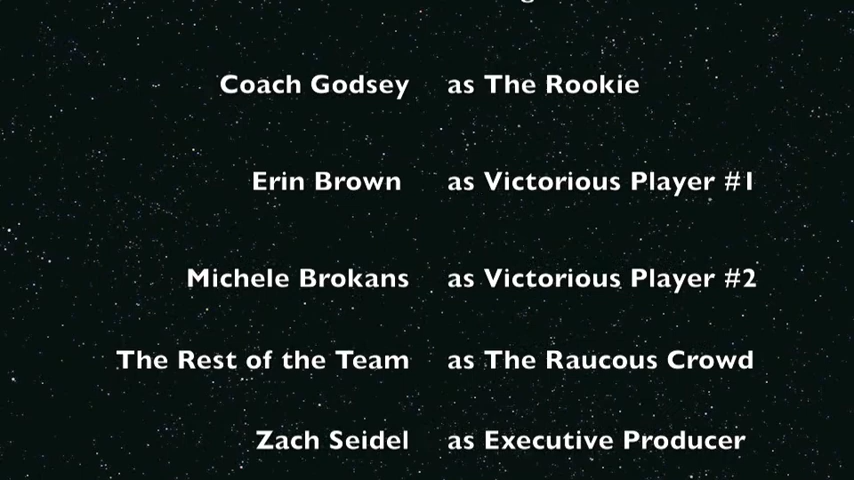 Coach Godsey as The Rookie
Erin Brown as Victorious Player #1
Michele Brokans as Victorious Player #2
The Rest of the Team as The Raucous Crowd
Zach Seidel as Executive Producer